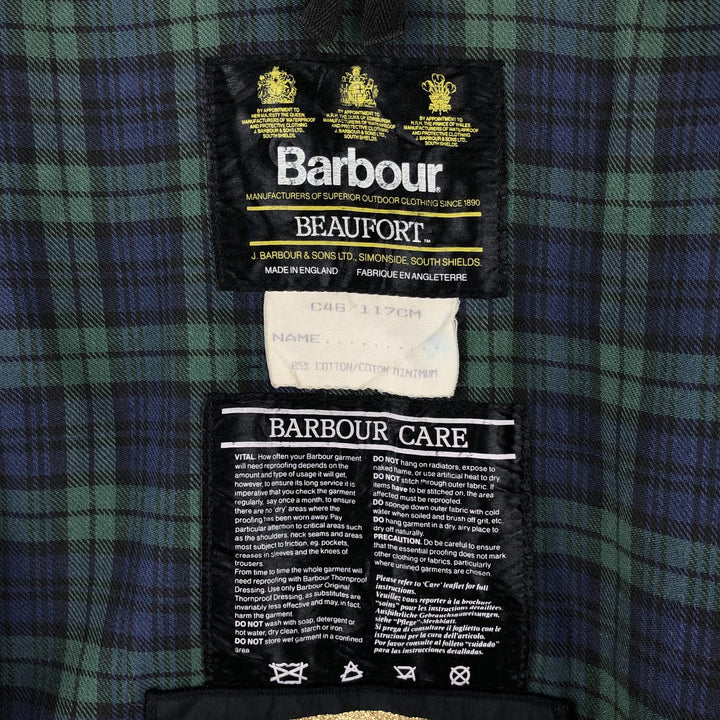 BY APPOINTMENT TO
HER MAJESTY THE QUEEN,
MANUFACTURERS OF WATERPROOF
AND PROTECTIVE CLOTHING
J. BARBOUR & SONS LTD.
SOUTH SHIELDS
BY APPOINTMENT TO
H.R.H. THE DUKE OF EDINBURGH
MANUFACTURERS OF WATERPROOF
AND PROTECTIVE CLOTHING
J. BARBOUR & SONS LTD.
SOUTH SHIELDS
BY APPOINTMENT TO
H.R.H. THE PRINCE OF WALES
MANUFACTURERS OF WATERPROOF
AND PROTECTIVE CLOTHING
J. BARBOUR & SONS LTD.
SOUTH SHIELDS.
Barbour
MANUFACTURERS OF SUPERIOR OUTDOOR CLOTHING SINCE 1890
BEAUFORT™
J. BARBOUR & SONS LTD., SIMONSIDE, SOUTH SHIELDS.
MADE IN ENGLAND FABRIQUE EN ANGLETERRE
C46/117CM
NAME............
85% COTTON/COTON MINIMUM
BARBOUR CARE
VITAL. How often your Barbour garment
will need reproofing depends on the
amount and type of usage it will get,
however, to ensure its long service it is
imperative that you check the garment
regularly, say once a month, to ensure
there are no 'dry' areas where the
proofing has been worn away. Pay
particular attention to critical areas such
as the shoulders, neck seams and areas
most subject to friction, eg. pockets,
creases in sleeves and the knees of
trousers.
From time to time the whole garment will
need reproofing with Barbour Thornproof
Dressing. Use only Barbour Original
Thornproof Dressing, as substitutes are
invariably less effective and may, in fact,
harm the garment
DO NOT wash with soap, detergent or
hot water, dry clean, starch or iron
DO NOT store wet garment in a confined
area
DO NOT hang on radiators, expose to
naked flame, or use artificial heat to dry.
DO NOT stitch through outer fabric. If
items have to be stitched on, the area
affected must be reproofed.
DO sponge down outer fabric with cold
water when soiled and brush off grit, etc.
DO hang garment in a dry, airy place to
dry off naturally.
PRECAUTION. Do be careful to ensure
that the essential proofing does not mark
other clothing or fabrics, particularly
where unlined garments are chosen.
Please refer to 'Care' leaflet for full
instructions.
Veuillez vous reporter à la brochure
"soins" pour les instructions détaillées.
Ausführliche Gebrauchsanweisungen,
siehe "Pflege"-Merkblatt.
Si prega di consultare il foglietto con le
istruzioni per la cura dell'articolo.
Por favor consultar al folleto "cuidado"
para las instrucciones detalladas.